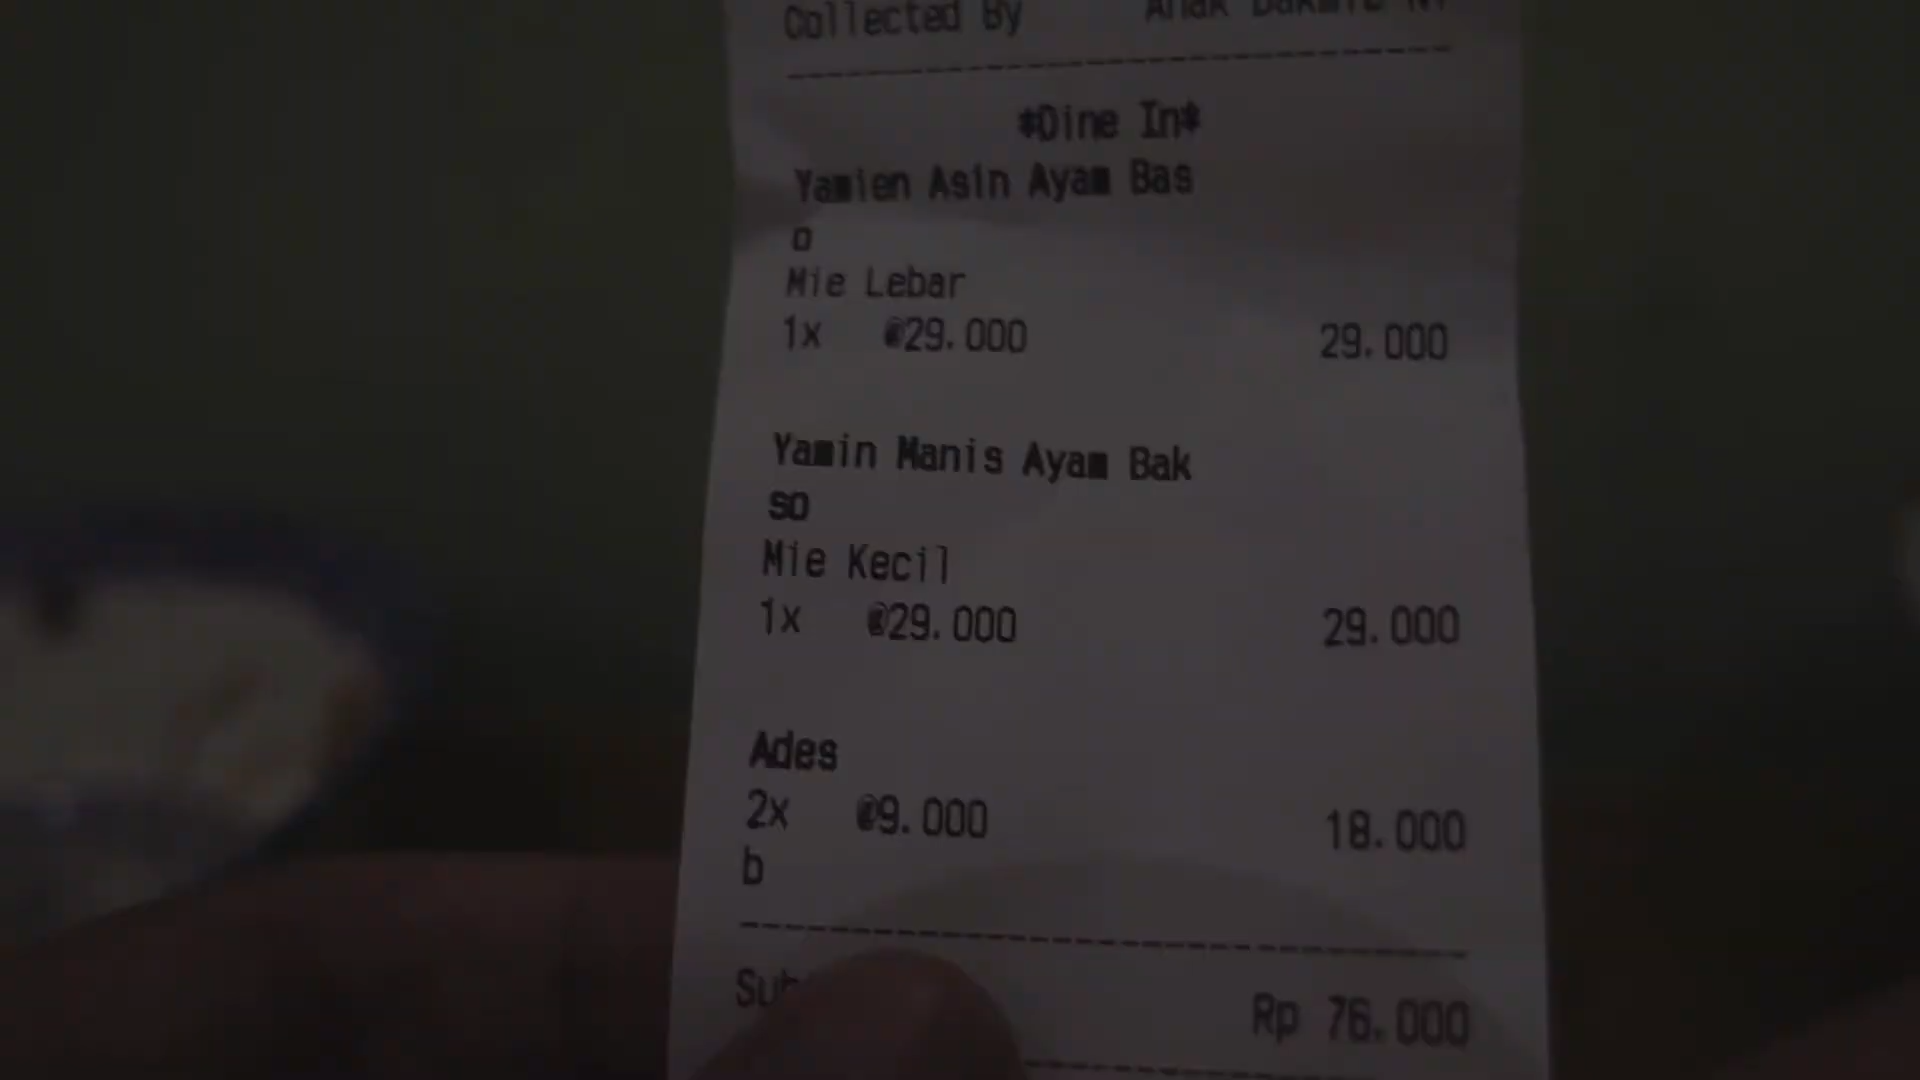 Collected By Anak
*Dine In*
Yamien Asin Ayam Bas
o
Mie Lebar
1x @29.000 29.000
Yamin Manis Ayam Bak
so
Mie Kecil
1x @29.000 29.000
Ades
2x @9.000 18.000
b
Rp 76.000